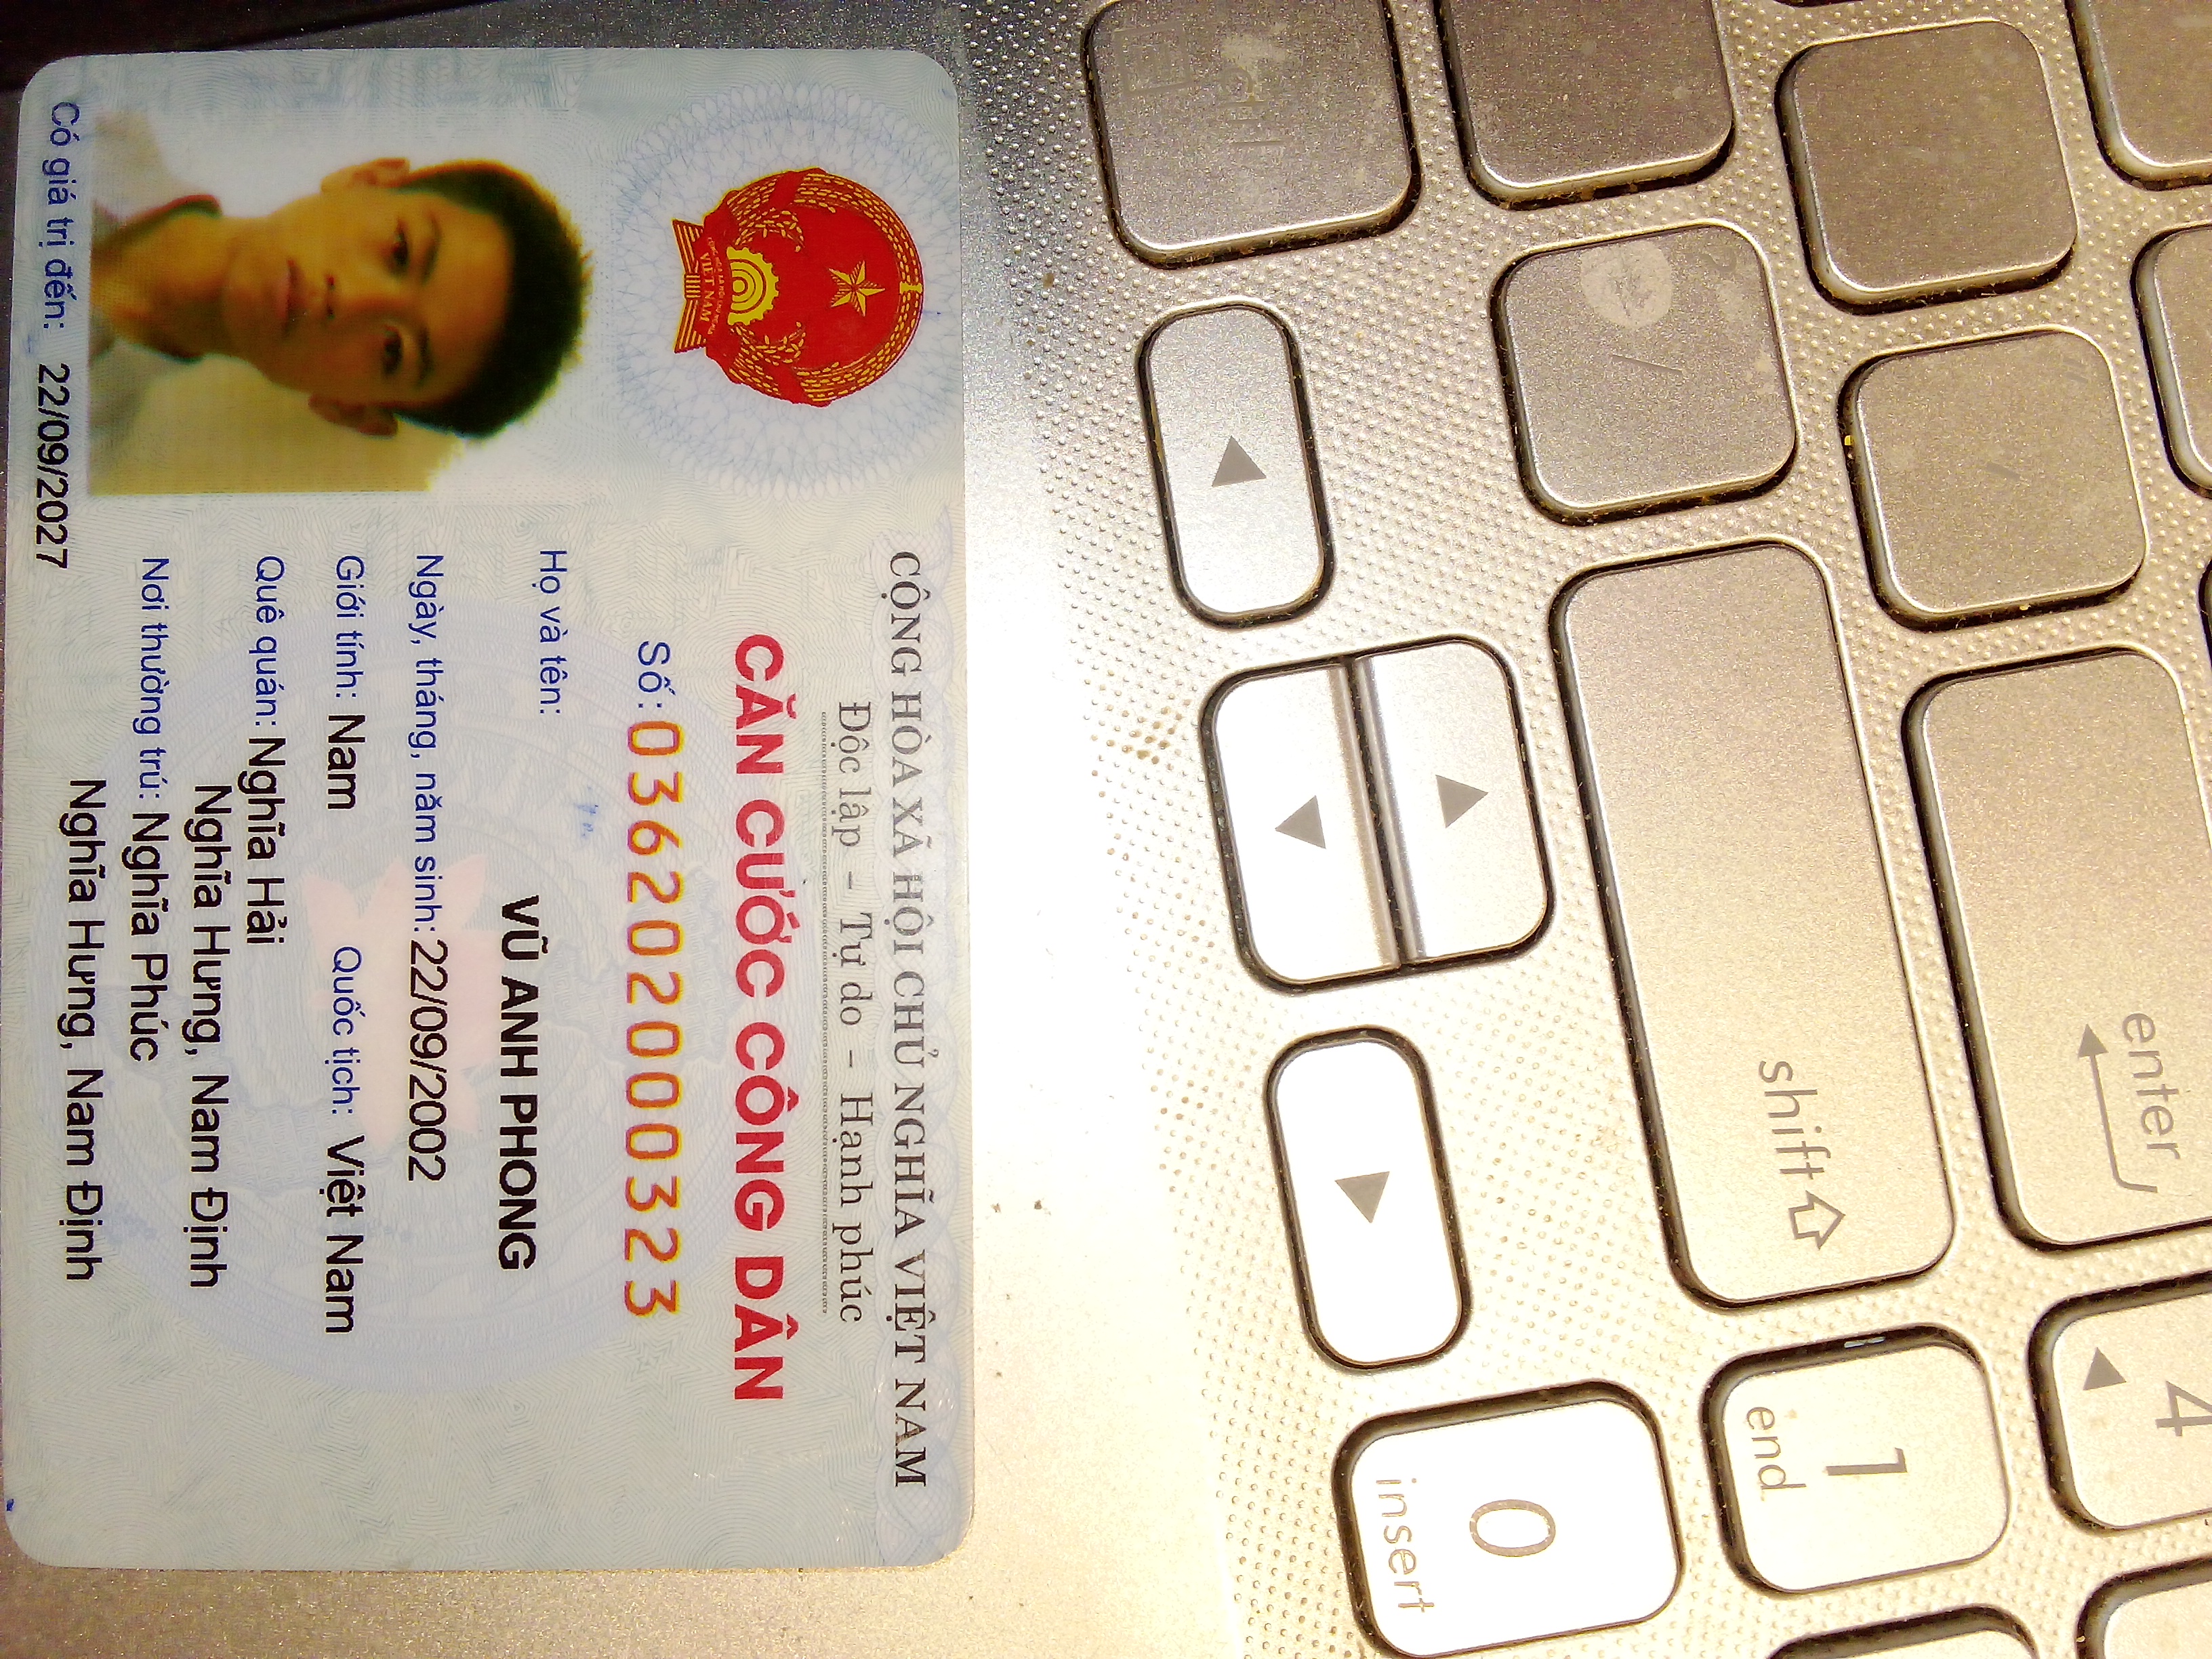 CỘNG HÒA XÃ HỘI CHỦ NGHĨA VIỆT NAM
Độc lập – Tự do – Hạnh phúc
CĂN CƯỚC CÔNG DÂN
Số: 036202000323
Họ và tên:
VŨ ANH PHONG
Ngày, tháng, năm sinh: 22/09/2002
Giới tính: Nam Quốc tịch: Việt Nam
Quê quán: Nghĩa Hải
Nghĩa Hưng, Nam Định
Nơi thường trú: Nghĩa Phúc
Nghĩa Hưng, Nam Định
Có giá trị đến: 22/09/2027
VIỆT NAM
enter
shift
4
1
end
0
insert